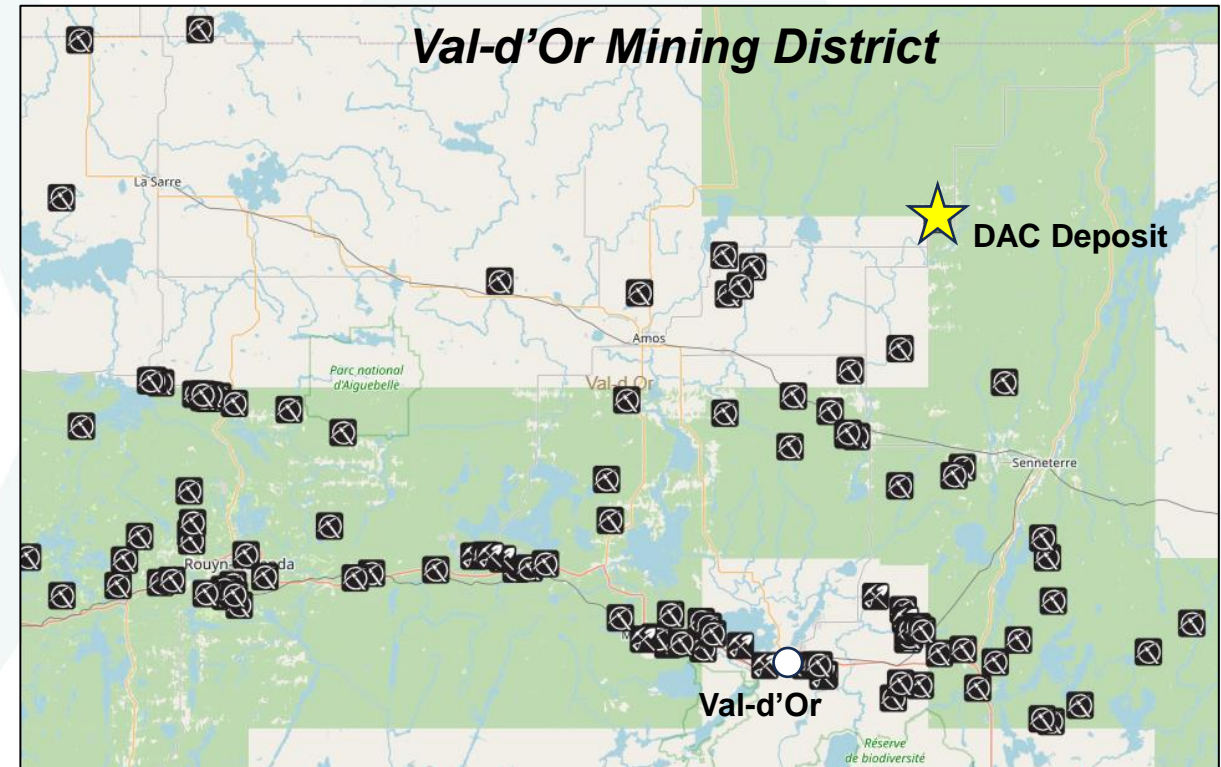 Val-d’Or Mining District
La Sarre
DAC Deposit
Amos
Parc national
d'Aiguebelle
Val-d'Or
Senneterre
Val-d’Or
Réserve
de biodiversité